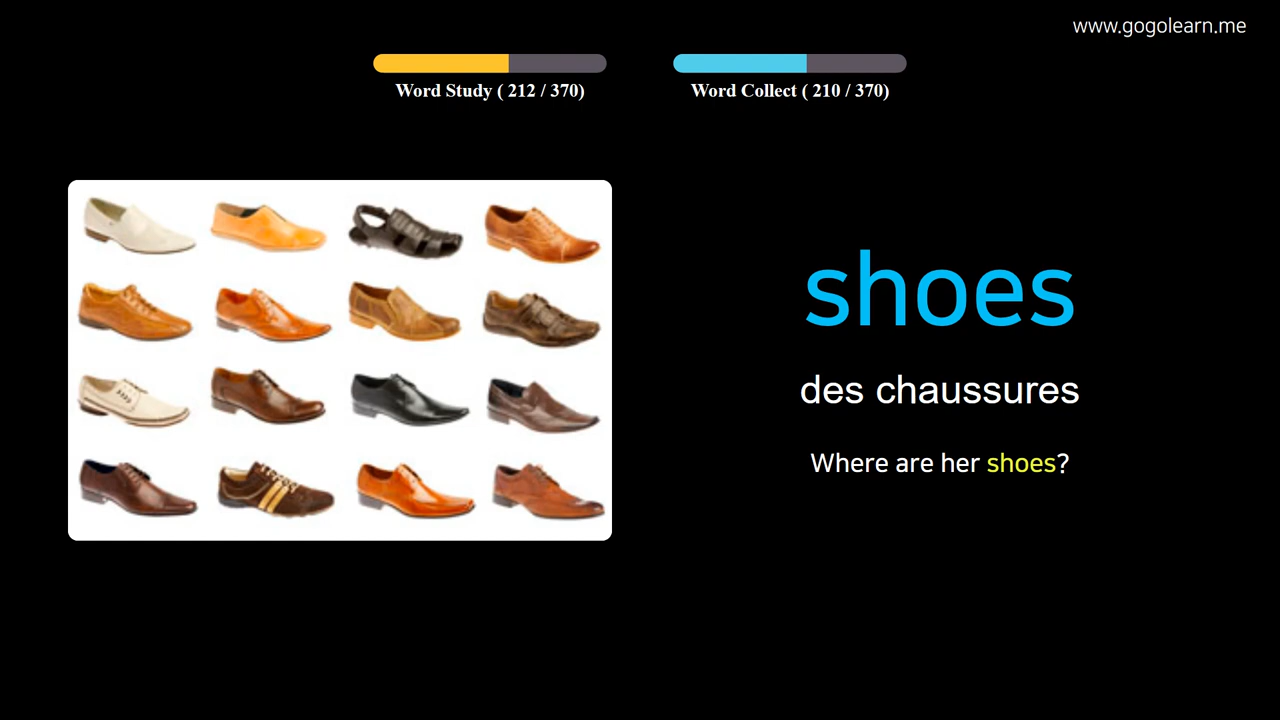 www.gogolearn.me
Word Study ( 212 / 370)
Word Collect ( 210 / 370)
shoes
des chaussures
Where are her shoes?